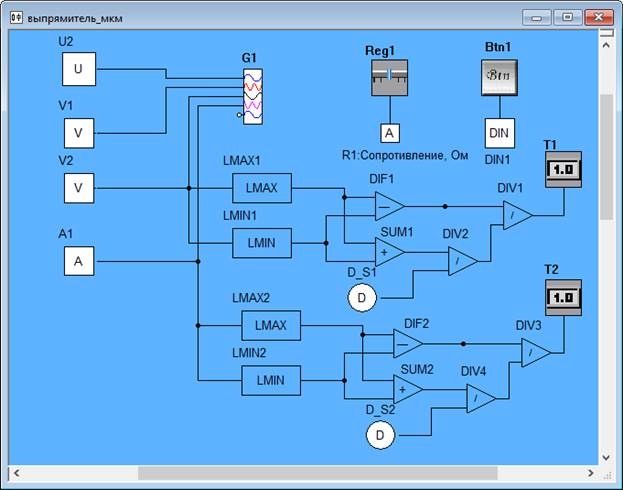 выпрямитель_мкм
U2
U
G1
Reg1
Btn1
Btn
V1
V
A
DIN
R1:Сопротивление, Ом
DIN1
T1
1.0
V2
V
LMAX1
LMAX
DIF1
—
DIV1
/
LMIN1
LMIN
SUM1
+
DIV2
/
A1
A
D_S1
D
T2
1.0
LMAX2
LMAX
DIF2
—
DIV3
/
LMIN2
LMIN
SUM2
+
DIV4
/
D_S2
D